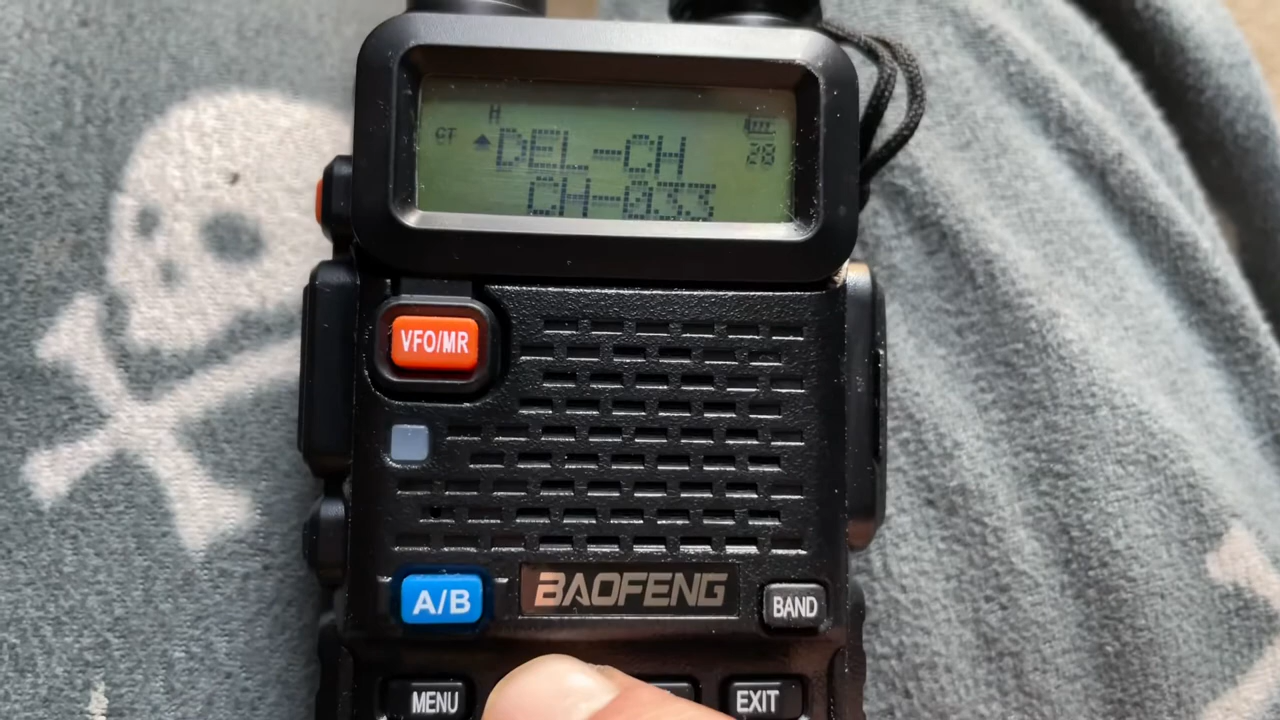 H
CT
DEL-CH
28
CH-033
VFO/MR
A/B
BAOFENG
BAND
MENU
EXIT